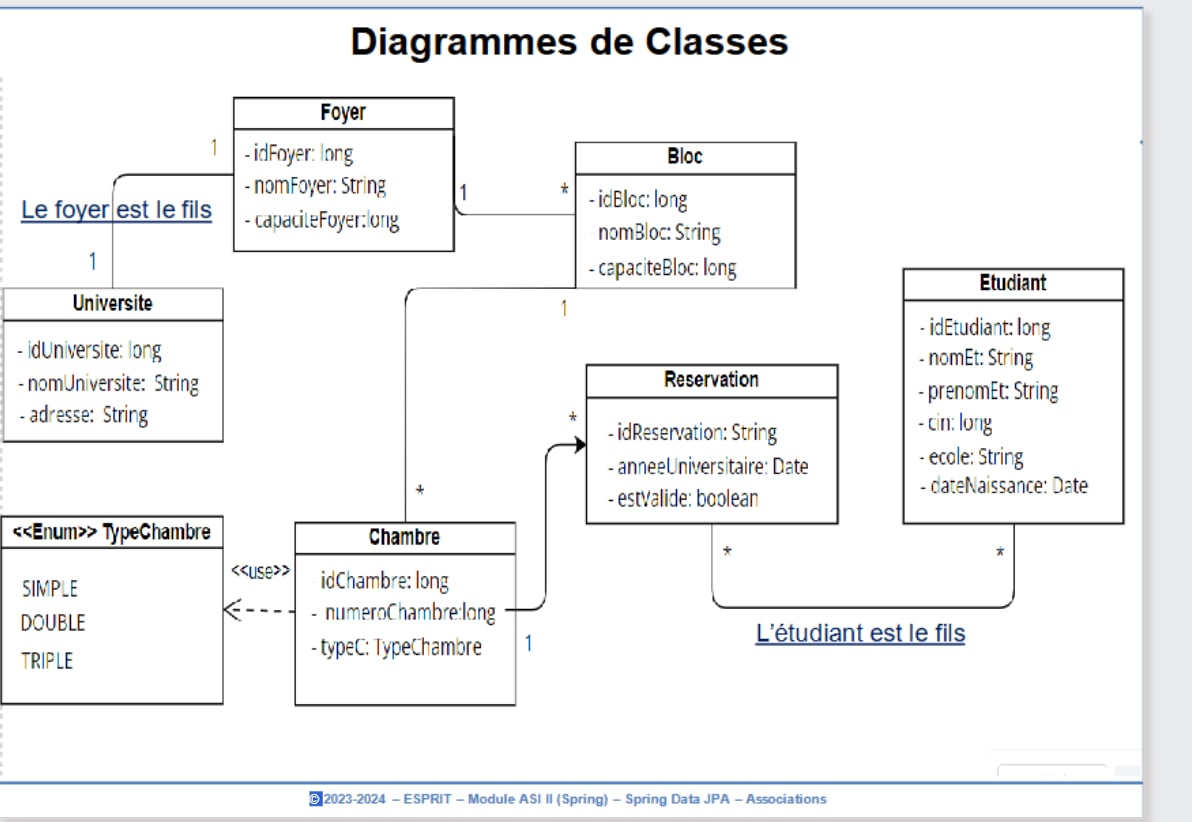 Diagrammes de Classes
Foyer
- idFoyer: long
- nomFoyer: String
- capaciteFoyer:long
1
Le foyer est le fils
1
1
*
Bloc
- idBloc: long
nomBloc: String
- capaciteBloc: long
1
Universite
- idUniversite: long
- nomUniversite: String
- adresse: String
Etudiant
- idEtudiant: long
- nomEt: String
- prenomEt: String
- cin: long
- ecole: String
- dateNaissance: Date
Reservation
- idReservation: String
- anneeUniversitaire: Date
- estValide: boolean
*
*
<<Enum>> TypeChambre
SIMPLE
DOUBLE
TRIPLE
<<use>>
Chambre
idChambre: long
- numeroChambre:long
- typeC: TypeChambre
1
*
*
L'étudiant est le fils
©2023-2024 – ESPRIT – Module ASI II (Spring) – Spring Data JPA – Associations